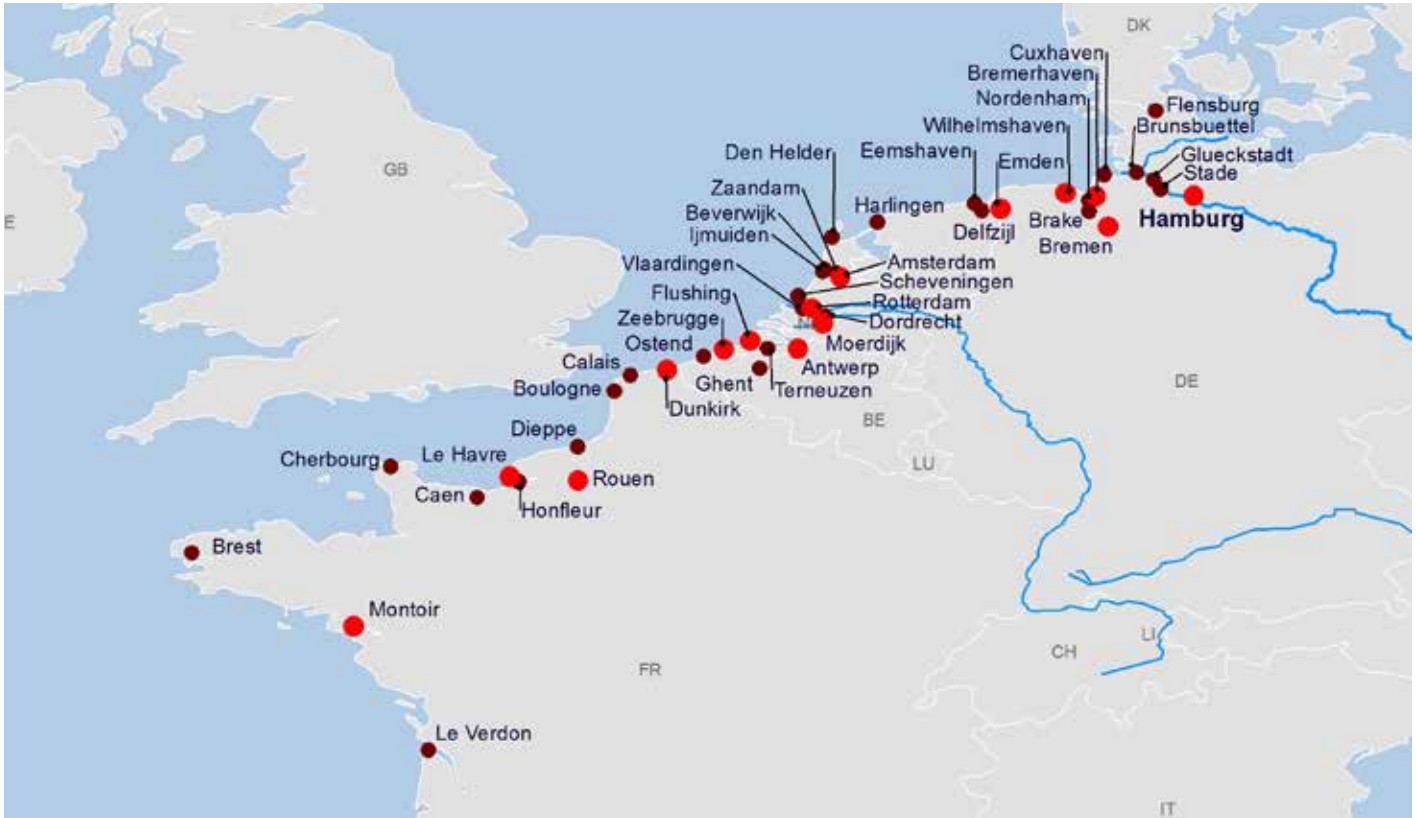 DK
Cuxhaven
Bremerhaven
Nordenham
Flensburg
Wilhelmshaven
Brunsbuettel
Den Helder
Eemshaven
Emden
Glueckstadt
Zaandam
Stade
GB
Beverwijk
Harlingen
Hamburg
E
Ijmuiden
Delfzijl
Brake
Bremen
Vlaardingen
Amsterdam
Scheveningen
Flushing
Rotterdam
Zeebrugge
Dordrecht
Ostend
Moerdijk
Calais
Antwerp
Boulogne
Ghent
Terneuzen
DE
Dunkirk
BE
Dieppe
Le Havre
Cherbourg
LU
Rouen
Caen
Honfleur
Brest
Montoir
LI
CH
FR
Le Verdon
IT